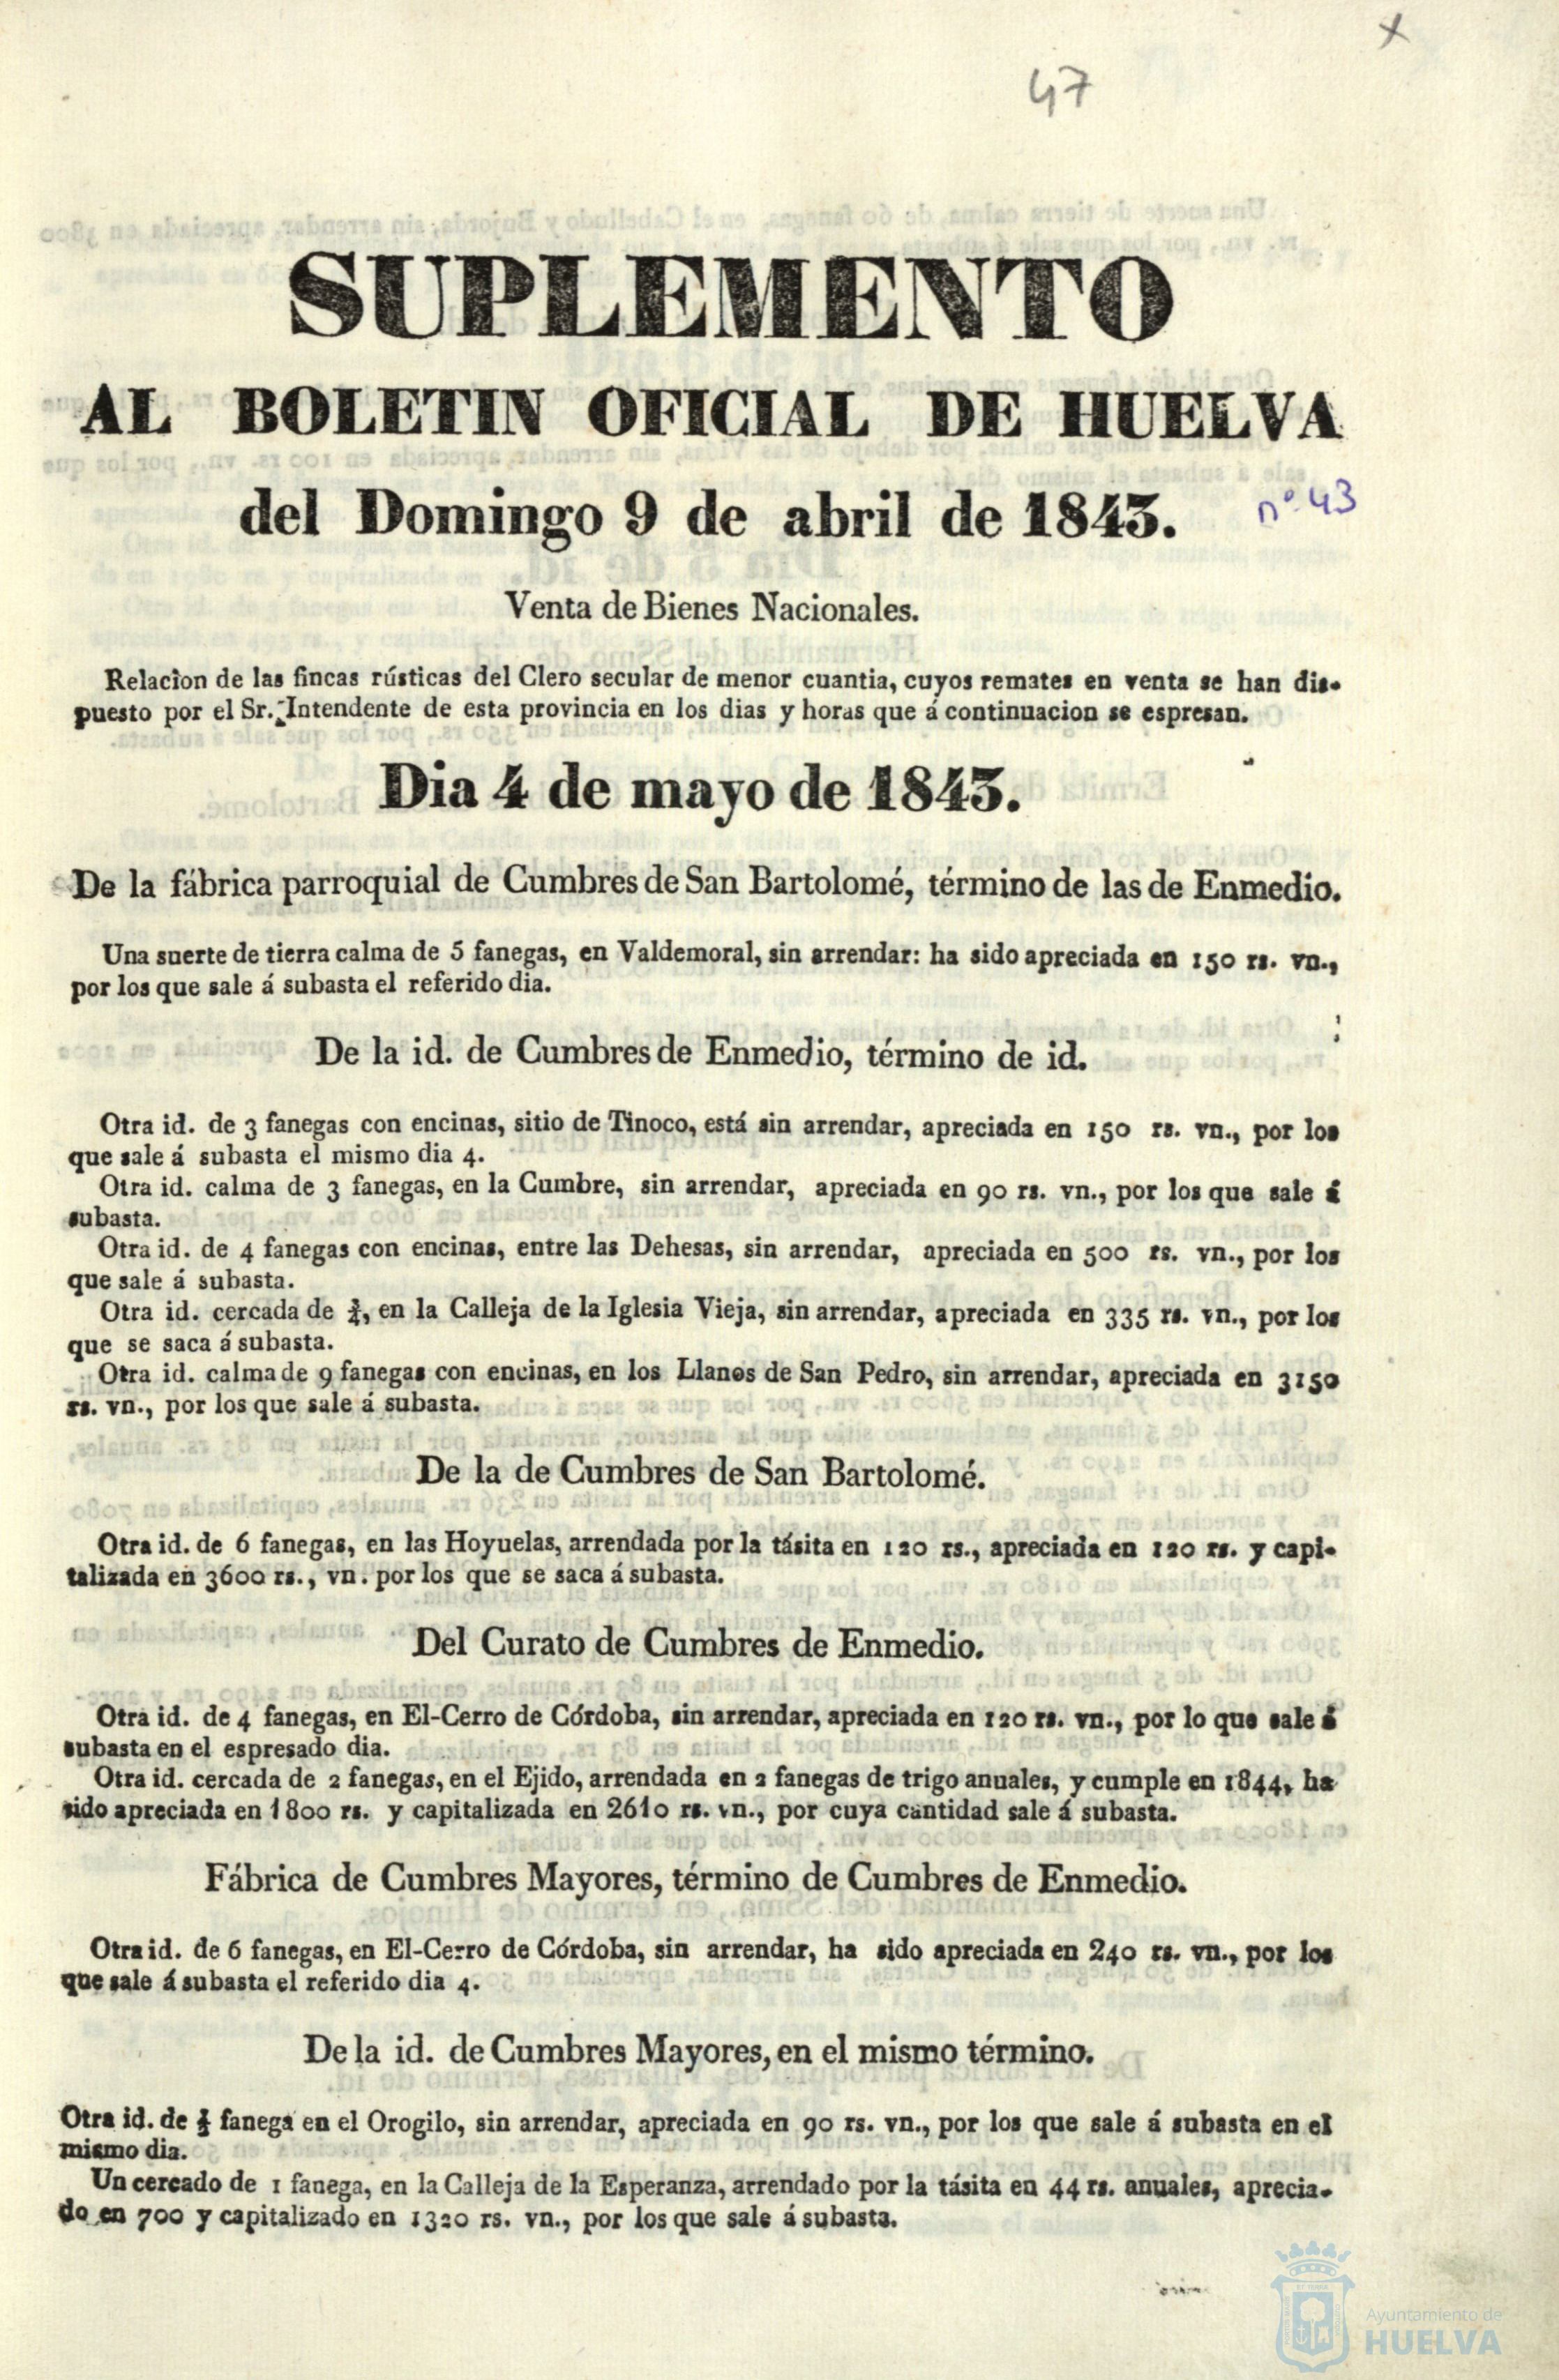 47
SUPLEMENTO
AL BOLETIN OFICIAL DE HUELVA
del Domingo 9 de abril de 1843. nº 43
Venta de Bienes Nacionales.
Relacion de las fincas rústicas del Clero secular de menor cuantia, cuyos remates en venta se han dis-
puesto por el Sr. Intendente de esta provincia en los dias y horas que á continuacion se espresan.
Dia 4 de mayo de 1843.
De la fábrica parroquial de Cumbres de San Bartolomé, término de las de Enmedio.
Una suerte de tierra calma de 5 fanegas, en Valdemoral, sin arrendar: ha sido apreciada en 150 rs. vn.,
por los que sale á subasta el referido dia.
De la id. de Cumbres de Enmedio, término de id.
Otra id. de 3 fanegas con encinas, sitio de Tinoco, está sin arrendar, apreciada en 150 rs. vn., por los
que sale á subasta el mismo dia 4.
Otra id. calma de 3 fanegas, en la Cumbre, sin arrendar, apreciada en 90 rs. vn., por los que sale á
subasta.
Otra id. de 4 fanegas con encinas, entre las Dehesas, sin arrendar, apreciada en 500 rs. vn., por los
que sale á subasta.
Otra id. cercada de en la Calleja de la Iglesia Vieja, sin arrendar, apreciada en 335 rs. vn., por los
que se saca á subasta.
Otra id. calma de 9 fanegas con encinas, en los Llanos de San Pedro, sin arrendar, apreciada en 3150
rs. vn., por los que sale á subasta.
De la de Cumbres de San Bartolomé.
Otra id. de 6 fanegas, en las Hoyuelas, arrendada por la tásita en 120 rs., apreciada en 120 rs. y capi-
talizada en 3600 rs., vn. por los que se saca á subasta.
Del Curato de Cumbres de Enmedio.
Otra id. de 4 fanegas, en El-Cerro de Córdoba, sin arrendar, apreciada en 120 rs. vn., por lo que sale á
subasta en el espresado dia.
Otra id. cercada de 2 fanegas, en el Ejido, arrendada en 2 fanegas de trigo anuales, y cumple en 1844, ha
sido apreciada en 1800 rs. y capitalizada en 2610 rs. vn., por cuya cantidad sale á subasta.
Fábrica de Cumbres Mayores, término de Cumbres de Enmedio.
Otra id. de 6 fanegas, en El-Cerro de Córdoba, sin arrendar, ha sido apreciada en 240 rs. vn., por los
que sale á subasta el referido dia 4.
De la id. de Cumbres Mayores, en el mismo término.
Otra id. de fanega en el Orogilo, sin arrendar, apreciada en 90 rs. vn., por los que sale á subasta en el
mismo dia.
Un cercado de 1 fanega, en la Calleja de la Esperanza, arrendado por la tásita en 44 rs. anuales, aprecia-
do en 700 y capitalizado en 1320 rs. vn., por los que sale á subasta.
Ayuntamiento de
HUELVA